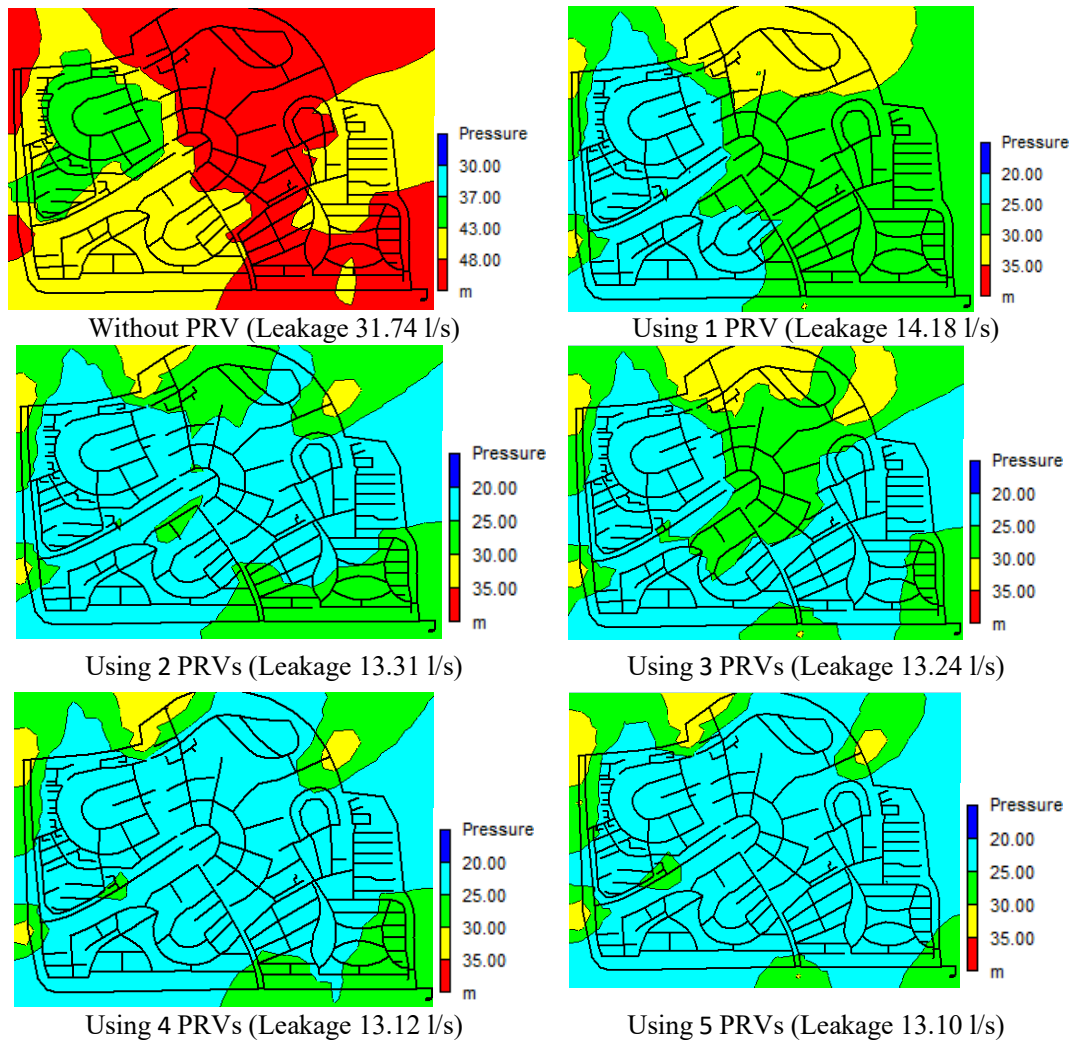 Pressure
30.00
37.00
43.00
48.00
m
Without PRV (Leakage 31.74 l/s)
Pressure
20.00
25.00
30.00
35.00
m
Using 1 PRV (Leakage 14.18 l/s)
Pressure
20.00
25.00
30.00
35.00
m
Using 2 PRVs (Leakage 13.31 l/s)
Pressure
20.00
25.00
30.00
35.00
m
Using 3 PRVs (Leakage 13.24 l/s)
Pressure
20.00
25.00
30.00
35.00
m
Using 4 PRVs (Leakage 13.12 l/s)
Pressure
20.00
25.00
30.00
35.00
m
Using 5 PRVs (Leakage 13.10 l/s)